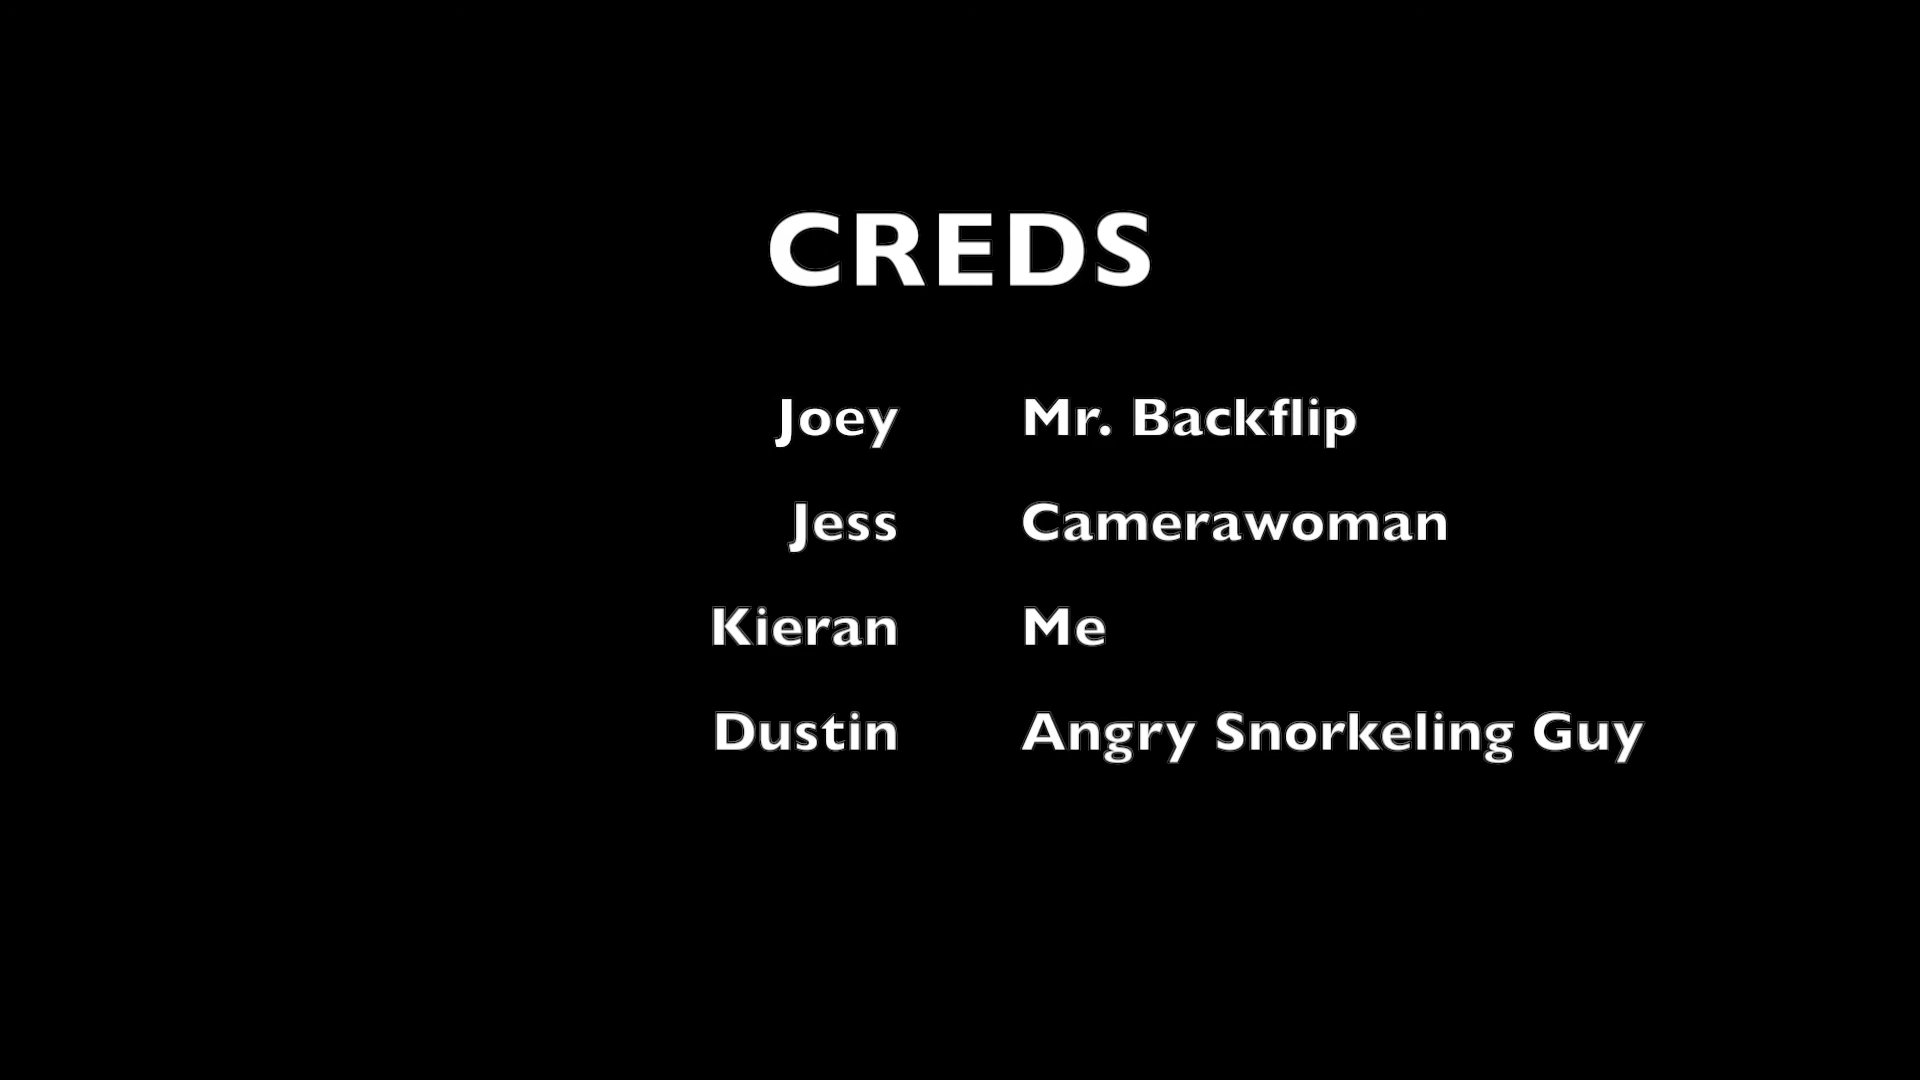 CREDS
Joey Mr. Backflip
Jess Camerawoman
Kieran Me
Dustin Angry Snorkeling Guy